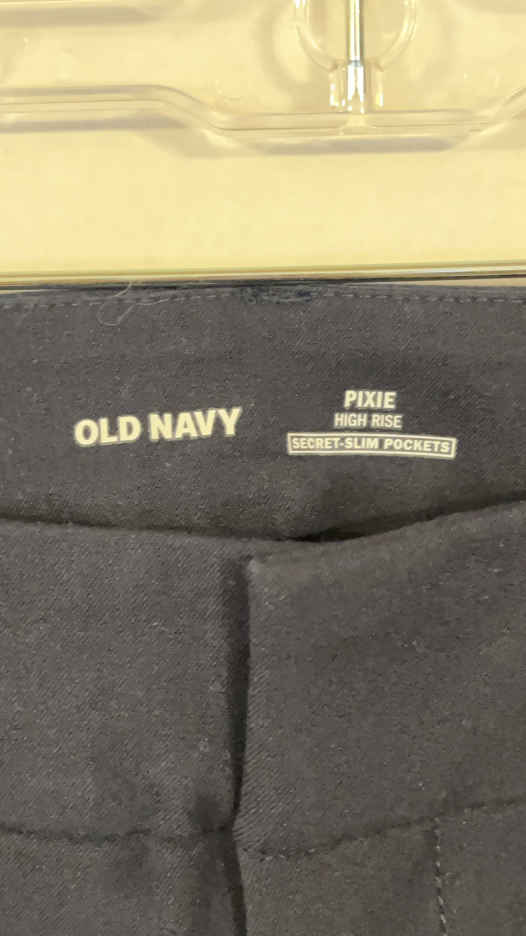 OLD NAVY
PIXIE
HIGH RISE
SECRET-SLIM POCKETS